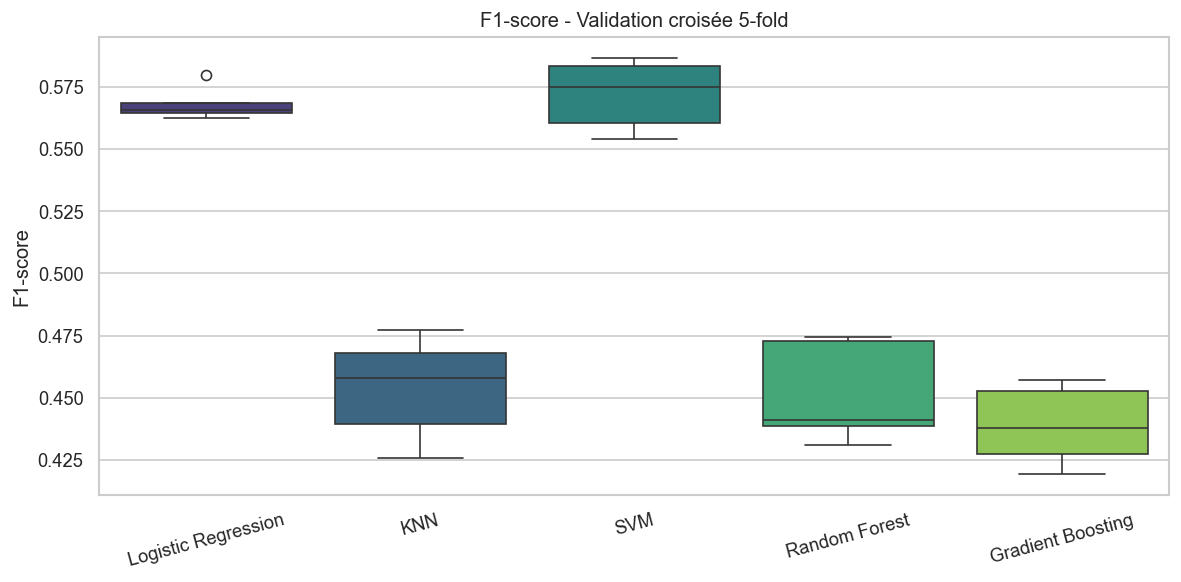 F1-score - Validation croisée 5-fold
F1-score
0.575
0.550
0.525
0.500
0.475
0.450
0.425
Logistic Regression
KNN
SVM
Random Forest
Gradient Boosting